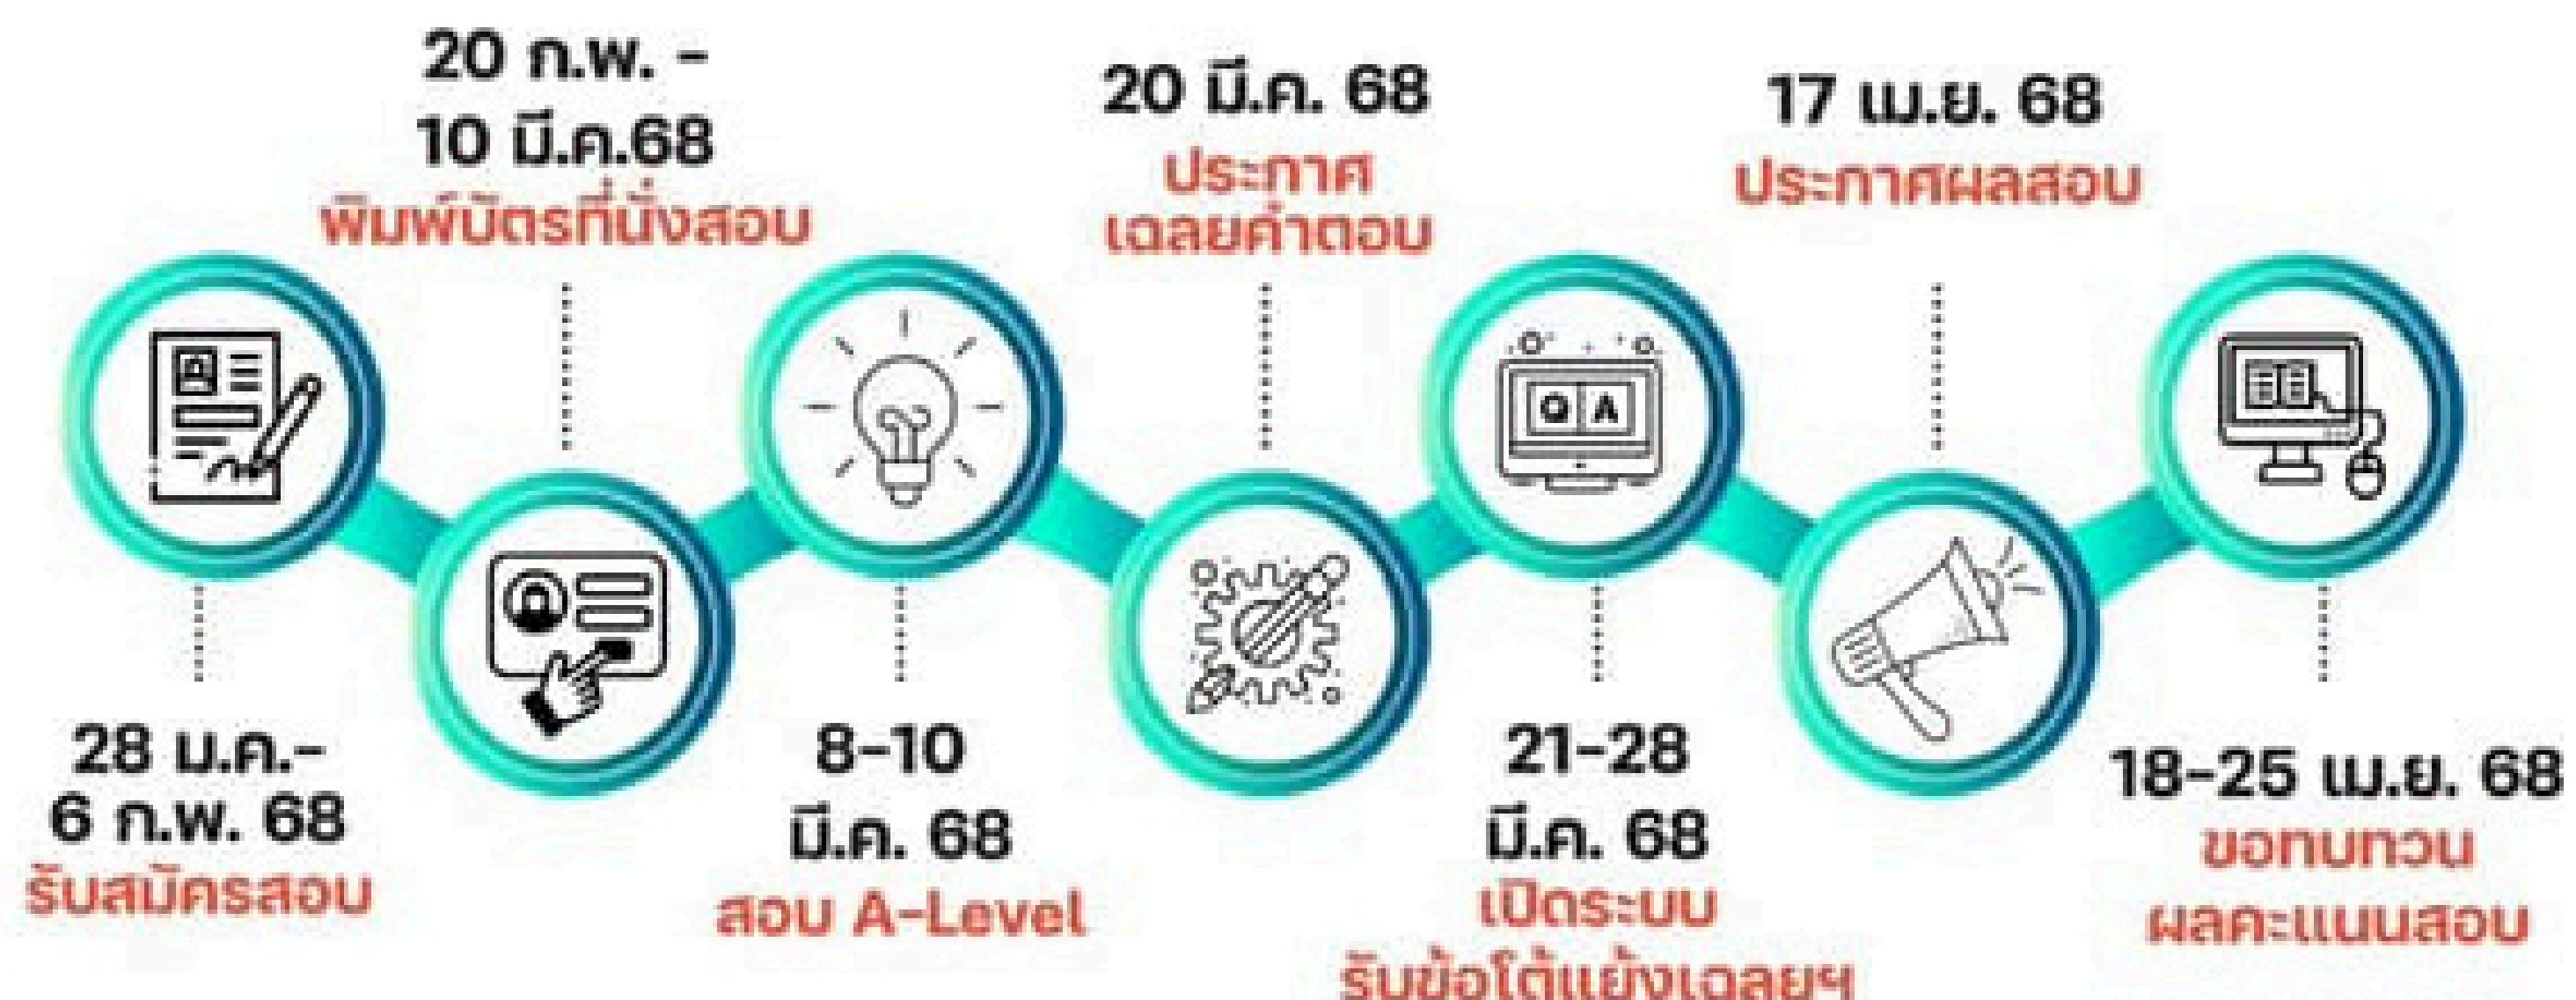 28 ม.ค.-
6 ก.พ. 68
รับสมัครสอบ
20 ก.พ. -
10 มี.ค.68
พิมพ์บัตรที่นั่งสอบ
8-10
มี.ค. 68
สอบ A-Level
20 มี.ค. 68
ประกาศ
เฉลยคำตอบ
Q A
21-28
มี.ค. 68
เปิดระบบ
รับข้อโต้แย้งเฉลยฯ
17 เม.ย. 68
ประกาศผลสอบ
18-25 เม.ย. 68
ขอทบทวน
ผลคะแนนสอบ